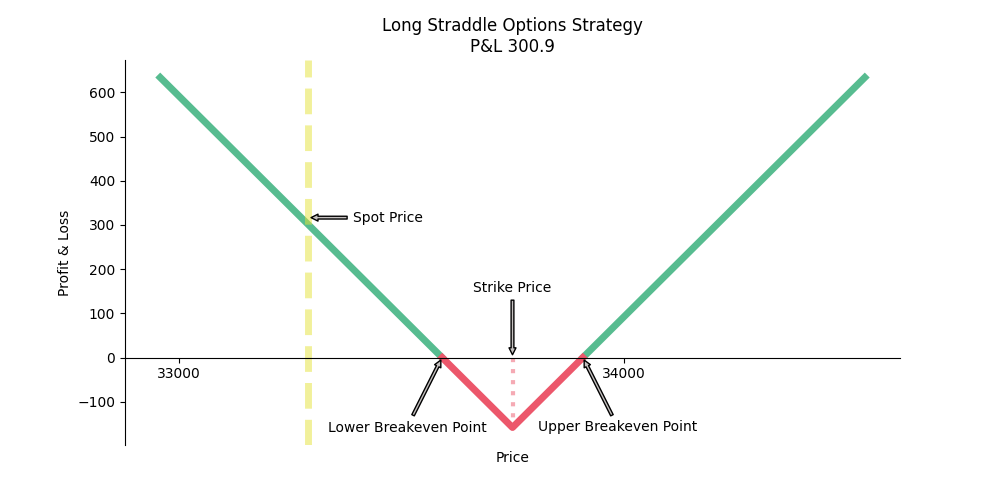 Long Straddle Options Strategy
P&L 300.9
600
500
400
300
200
100
0
−100
Profit & Loss
Spot Price
Strike Price
33000
34000
Lower Breakeven Point
Upper Breakeven Point
Price